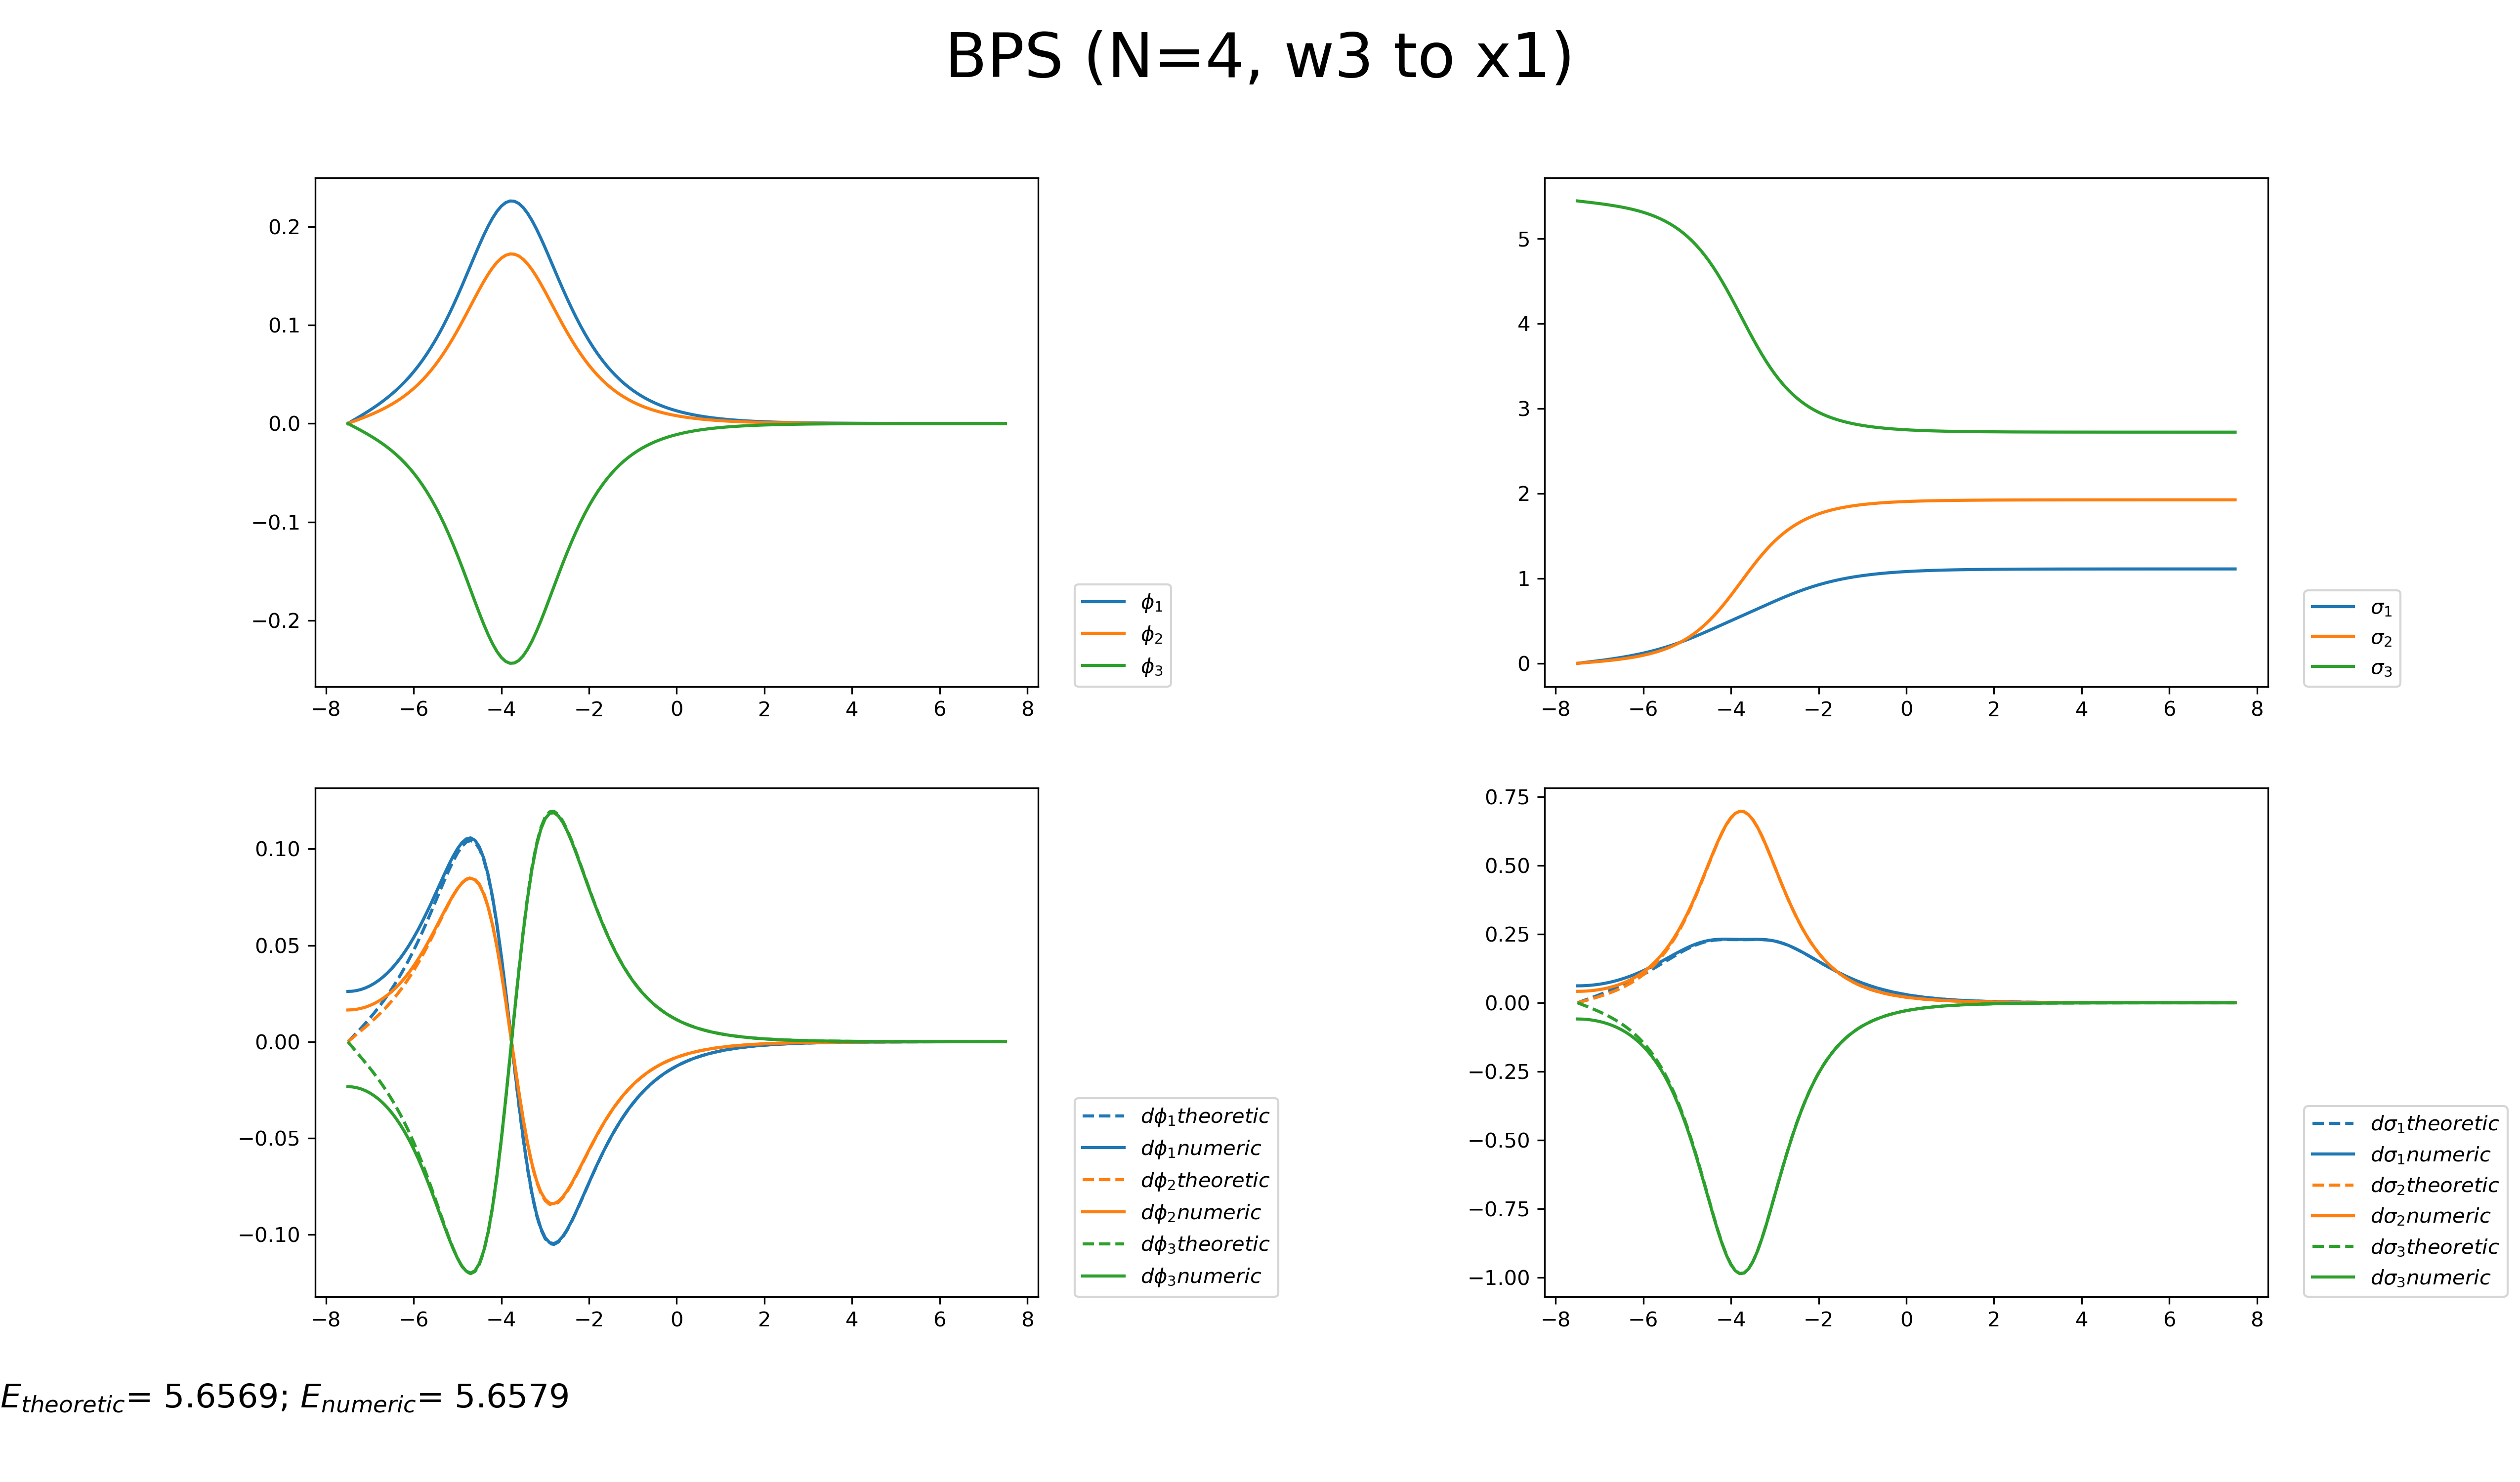 BPS (N=4, w3 to x1)
0.2
0.1
0.0
−0.1
−0.2
−8 −6 −4 −2 0 2 4 6 8
ϕ₁
ϕ₂
ϕ₃
5
4
3
2
1
0
−8 −6 −4 −2 0 2 4 6 8
σ₁
σ₂
σ₃
0.10
0.05
0.00
−0.05
−0.10
−8 −6 −4 −2 0 2 4 6 8
dϕ₁theoretic
dϕ₁numeric
dϕ₂theoretic
dϕ₂numeric
dϕ₃theoretic
dϕ₃numeric
0.75
0.50
0.25
0.00
−0.25
−0.50
−0.75
−1.00
−8 −6 −4 −2 0 2 4 6 8
dσ₁theoretic
dσ₁numeric
dσ₂theoretic
dσ₂numeric
dσ₃theoretic
dσ₃numeric
E_theoretic= 5.6569; E_numeric= 5.6579